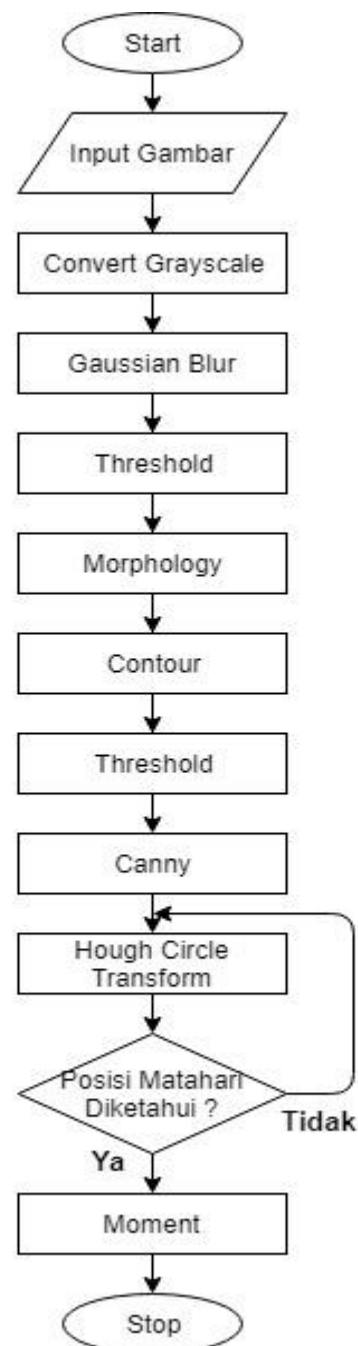 Start
Input Gambar
Convert Grayscale
Gaussian Blur
Threshold
Morphology
Contour
Threshold
Canny
Hough Circle
Transform
Posisi Matahari
Diketahui ?
Tidak
Ya
Moment
Stop